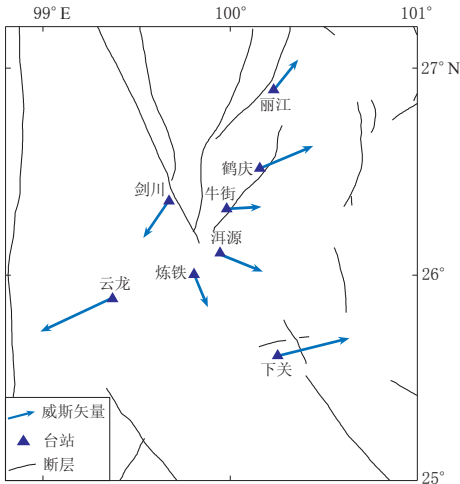 99° E
100°
101°
27° N
丽江
鹤庆
剑川
牛街
洱源
炼铁
26°
云龙
下关
威斯矢量
台站
断层
25°